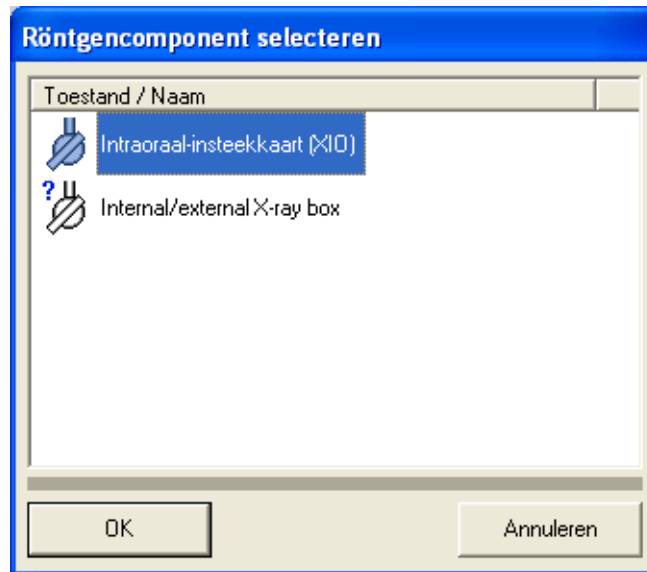 Röntgencomponent selecteren
Toestand / Naam
Intraoraal-insteekkaart (XIO)
? Internal/external X-ray box
OK
Annuleren